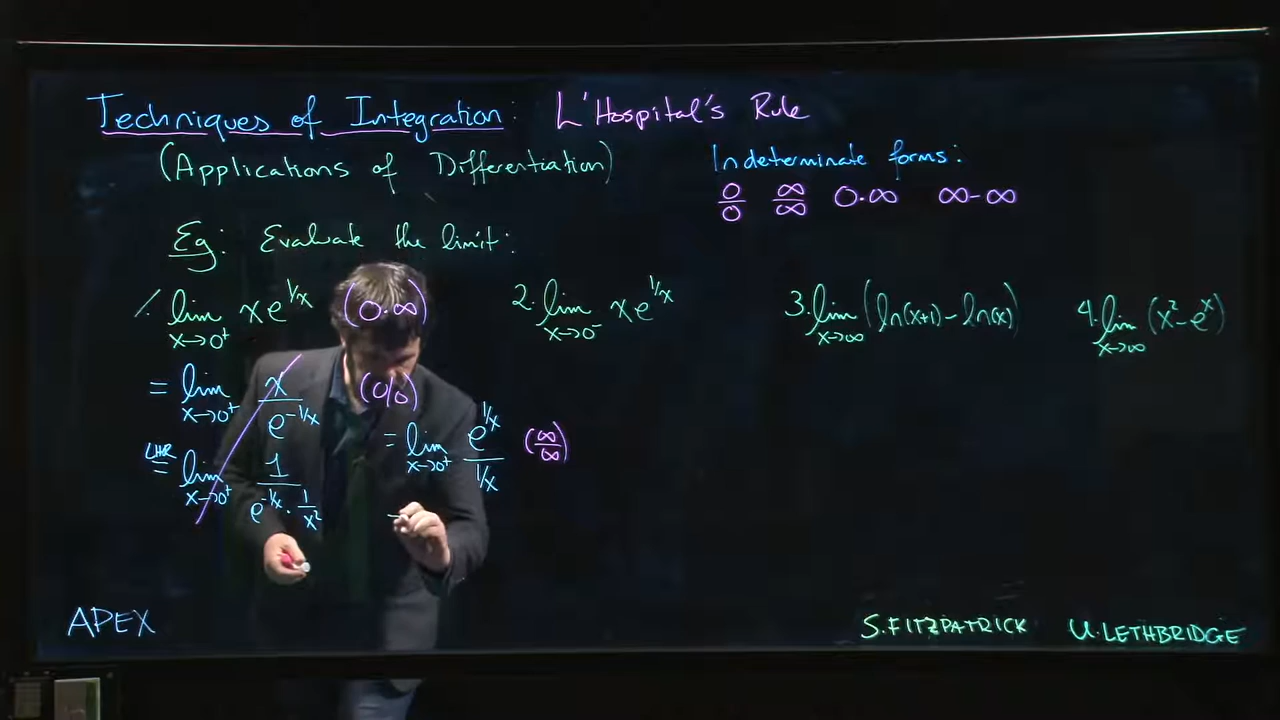 Techniques of Integration: L'Hospital's Rule
(Applications of Differentiation)
Indeterminate forms:
0/0 ∞/∞ 0·∞ ∞-∞
Eg: Evaluate the limit:
1. lim x→0⁺ xe^{1/x} (0·∞)
= lim x→0⁺ x/e^{-1/x} (0/0)
LHR = lim x→0⁺ 1/(e^{-1/x} · 1/x²)
= lim x→0⁺ e^{1/x}/(1/x) (∞/∞)
2. lim x→0⁻ xe^{1/x}
3. lim x→∞ (ln(x+1) - ln(x))
4. lim x→∞ (x² - e^x)
APEX
S. FITZPATRICK U. LETHBRIDGE